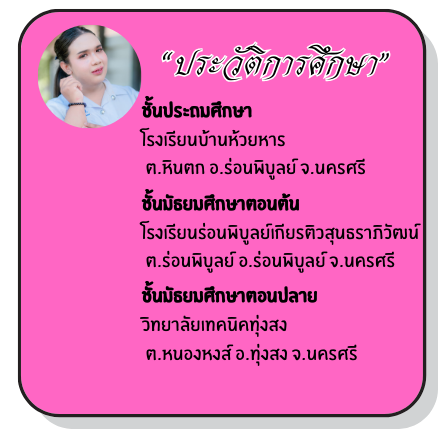 “ประวัติการศึกษา”
ชั้นประถมศึกษา
โรงเรียนบ้านห้วยหาร
ต.หินตก อ.ร่อนพิบูลย์ จ.นครศรี
ชั้นมัธยมศึกษาตอนต้น
โรงเรียนร่อนพิบูลย์เกียรติวสุนธราภิวัฒน์
ต.ร่อนพิบูลย์ อ.ร่อนพิบูลย์ จ.นครศรี
ชั้นมัธยมศึกษาตอนปลาย
วิทยาลัยเทคนิคทุ่งสง
ต.หนองหงส์ อ.ทุ่งสง จ.นครศรี